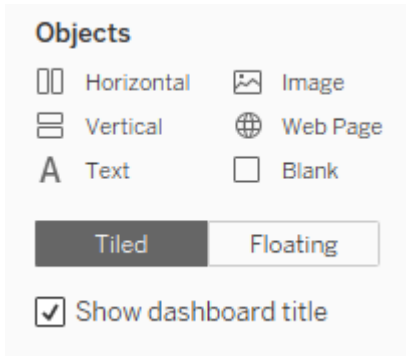 Objects
Horizontal Image
Vertical Web Page
A Text Blank
Tiled Floating
Show dashboard title